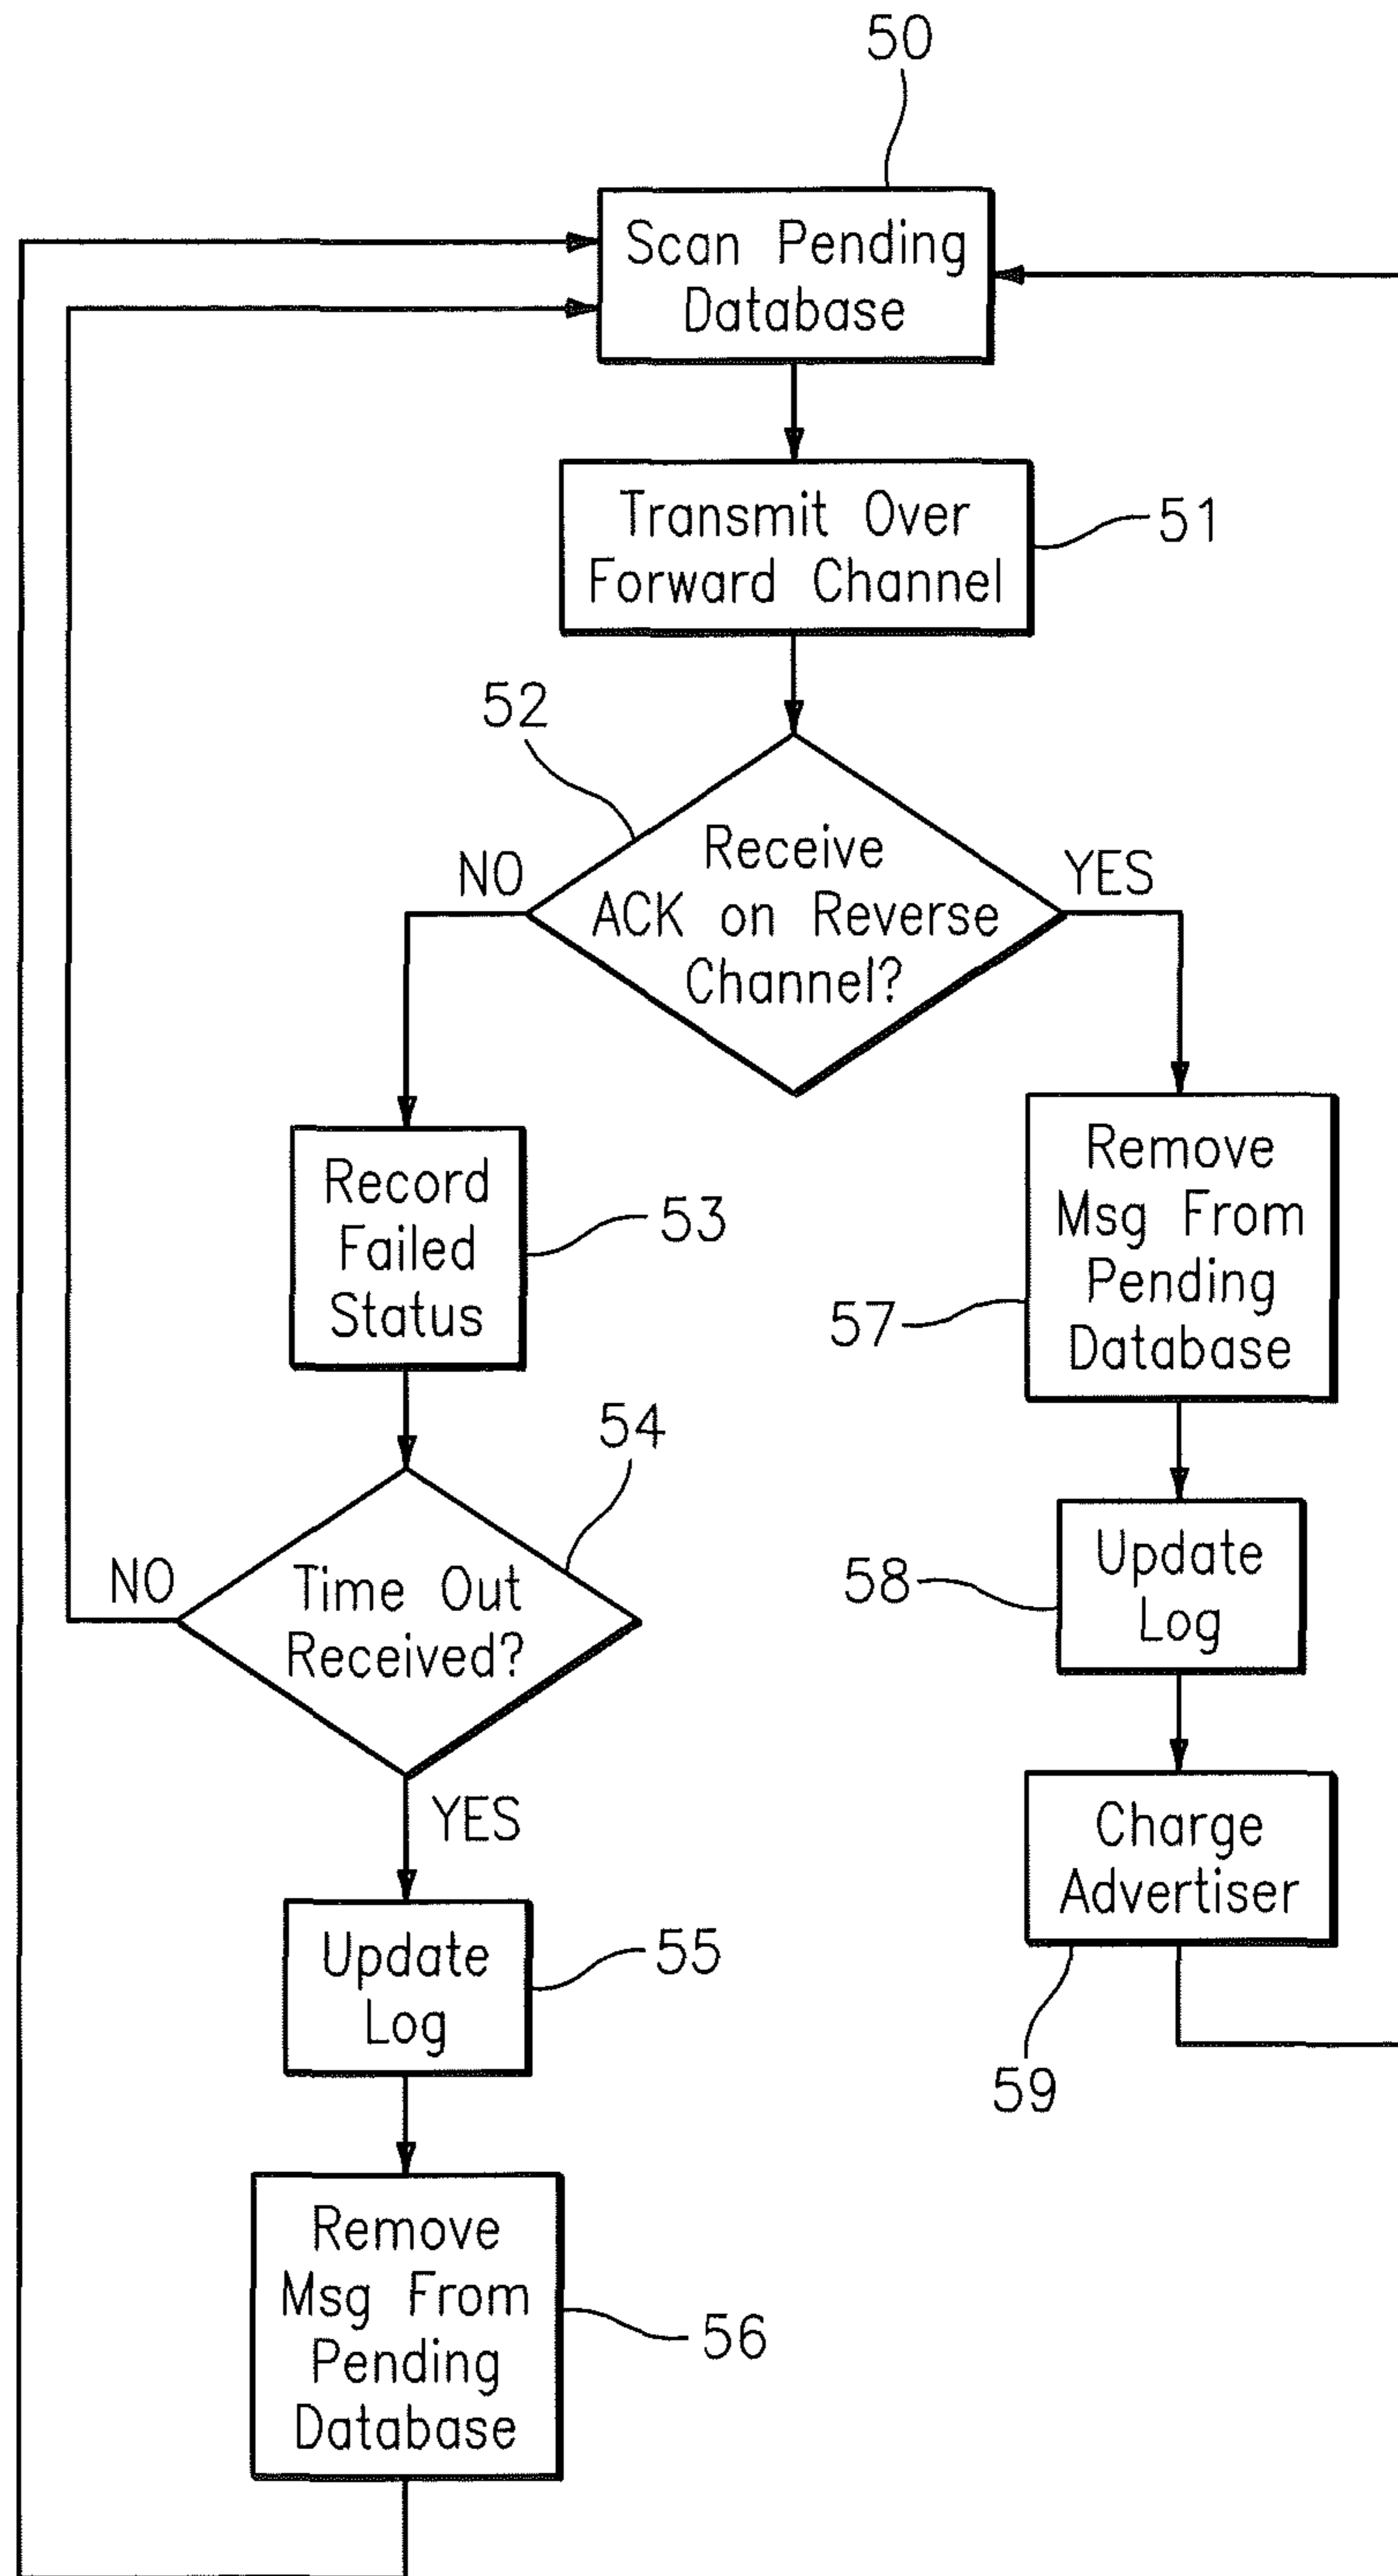 50
Scan Pending
Database
Transmit Over
Forward Channel
51
52
NO
YES
Receive
ACK on Reverse
Channel?
Record
Failed
Status
53
Remove
Msg From
Pending
Database
57
54
NO
Time Out
Received?
YES
Update
Log
58
Charge
Advertiser
59
Update
Log
55
Remove
Msg From
Pending
Database
56